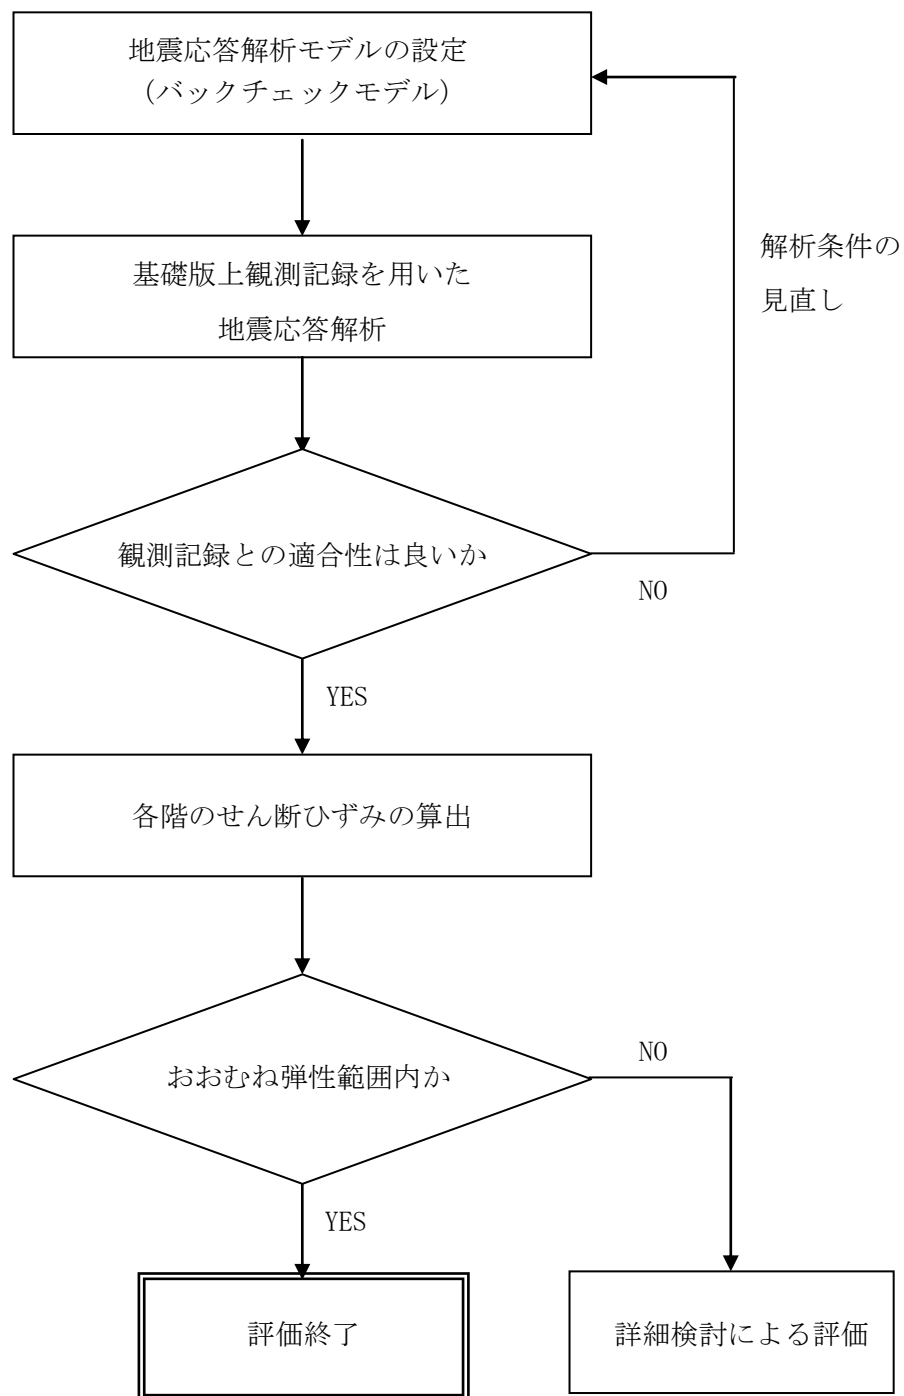 地震応答解析モデルの設定
（バックチェックモデル）
解析条件の
見直し
基礎版上観測記録を用いた
地震応答解析
観測記録との適合性は良いか
NO
YES
各階のせん断ひずみの算出
おおむね弾性範囲内か
NO
YES
評価終了
詳細検討による評価